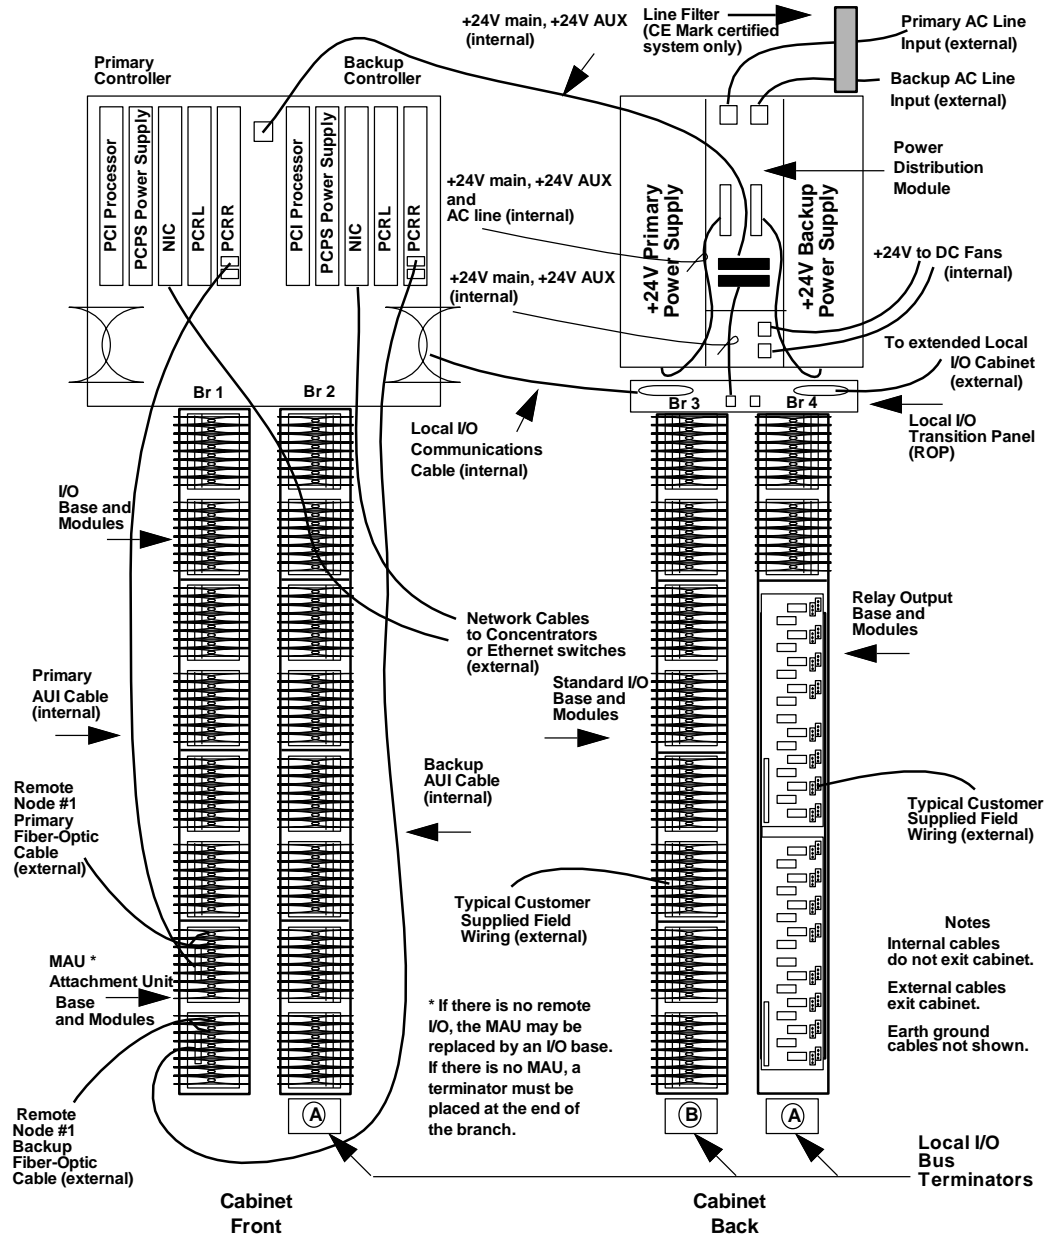 +24V main, +24V AUX
(internal)
Line Filter
(CE Mark certified
system only)
Primary AC Line
Input (external)
Backup AC Line
Input (external)
Primary
Controller
Backup
Controller
PCI Processor
PCPS Power Supply
NIC
PCRL
PCRR
PCI Processor
PCPS Power Supply
NIC
PCRL
PCRR
Power
Distribution
Module
+24V main, +24V AUX
and
AC line (internal)
+24V main, +24V AUX
(internal)
+24V Primary
Power Supply
+24V Backup
Power Supply
+24V to DC Fans
(internal)
To extended Local
I/O Cabinet
(external)
Br 1
Br 2
Br 3
Br 4
Local I/O
Communications
Cable (internal)
Local I/O
Transition Panel
(ROP)
I/O
Base and
Modules
Network Cables
to Concentrators
or Ethernet switches
(external)
Relay Output
Base and
Modules
Primary
AUI Cable
(internal)
Standard I/O
Base and
Modules
Backup
AUI Cable
(internal)
Remote
Node #1
Primary
Fiber-Optic
Cable
(external)
Typical Customer
Supplied Field
Wiring (external)
Typical Customer
Supplied Field
Wiring (external)
MAU *
Attachment Unit
Base
and Modules
Notes
Internal cables
do not exit cabinet.
External cables
exit cabinet.
Earth ground
cables not shown.
* If there is no remote
I/O, the MAU may be
replaced by an I/O base.
If there is no MAU, a
terminator must be
placed at the end of
the branch.
Remote
Node #1
Backup
Fiber-Optic
Cable (external)
A
B
A
Local I/O
Bus
Terminators
Cabinet
Front
Cabinet
Back